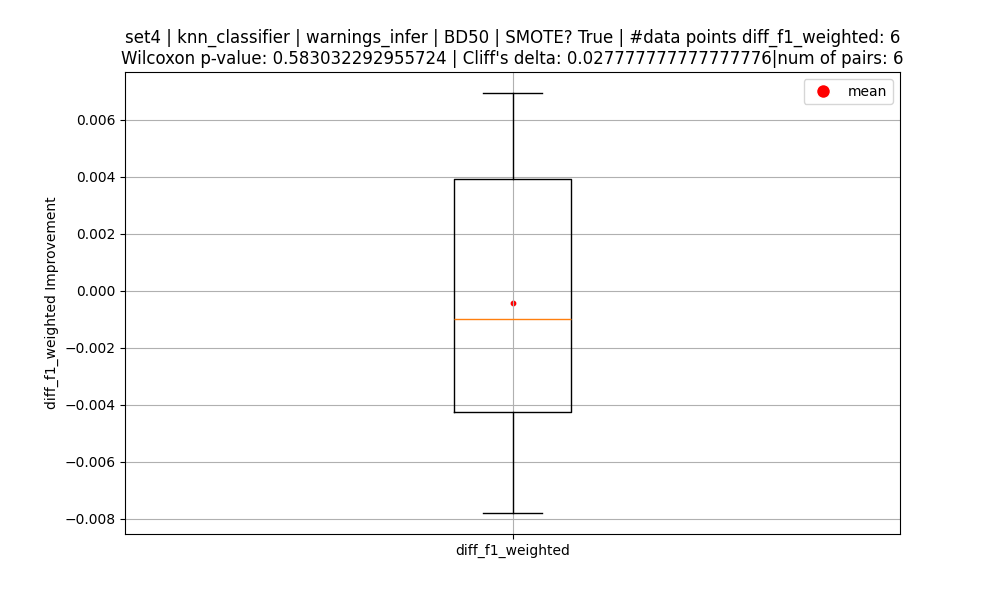 set4 | knn_classifier | warnings_infer | BD50 | SMOTE? True | #data points diff_f1_weighted: 6
Wilcoxon p-value: 0.583032292955724 | Cliff's delta: 0.027777777777777776|num of pairs: 6
mean
0.006
0.004
0.002
0.000
−0.002
−0.004
−0.006
−0.008
diff_f1_weighted Improvement
diff_f1_weighted